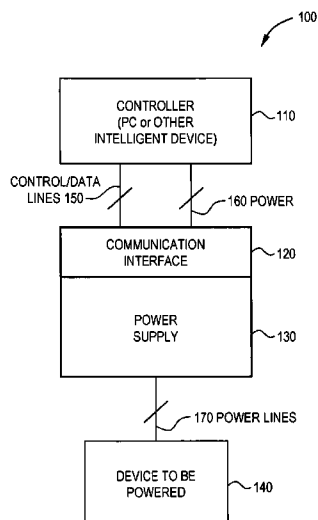 100
CONTROLLER
(PC OR OTHER
INTELLIGENT DEVICE)
110
CONTROL/DATA
LINES 150
160 POWER
COMMUNICATION
INTERFACE
120
POWER
SUPPLY
130
170 POWER LINES
DEVICE TO BE
POWERED
140